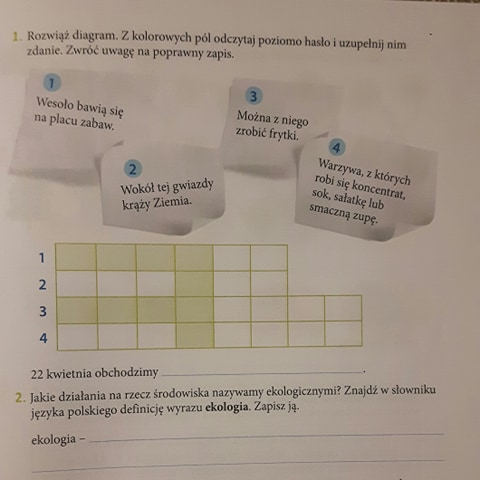 1. Rozwiąż diagram. Z kolorowych pól odczytaj poziomo hasło i uzupełnij nim
zdanie. Zwróć uwagę na poprawny zapis.
1
Wesoło bawią się
na placu zabaw.
2
Wokół tej gwiazdy
krąży Ziemia.
3
Można z niego
zrobić frytki.
4
Warzywa, z których
robi się koncentrat,
sok, sałatkę lub
smaczną zupę.
1
2
3
4
22 kwietnia obchodzimy .
2. Jakie działania na rzecz środowiska nazywamy ekologicznymi? Znajdź w słowniku
języka polskiego definicję wyrazu ekologia. Zapisz ją.
ekologia –